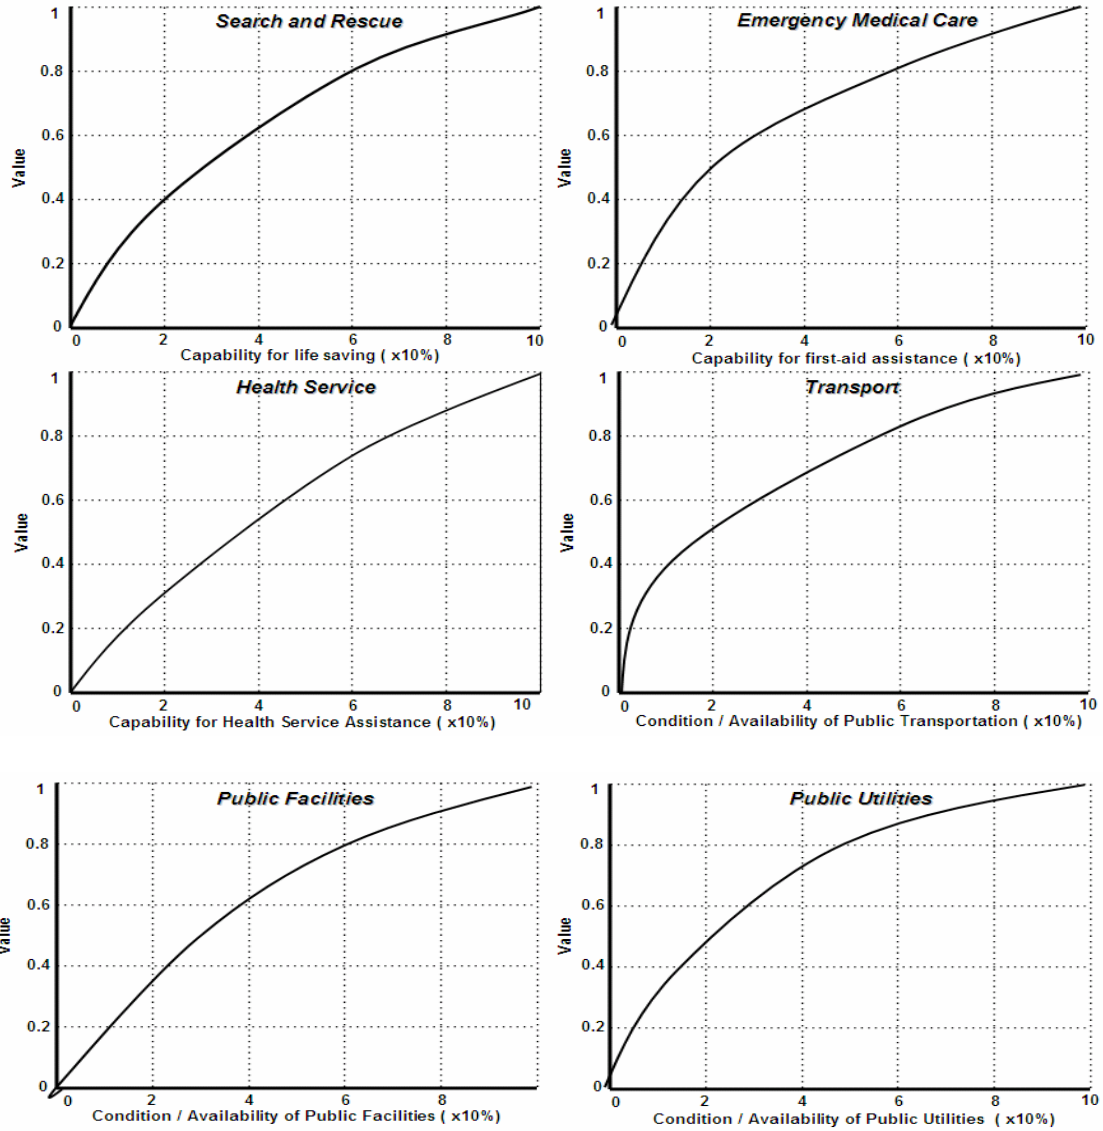 Search and Rescue
1
0.8
0.6
0.4
0.2
0
Value
0 2 4 6 8 10
Capability for life saving ( x10%)
Emergency Medical Care
1
0.8
0.6
0.4
0.2
0
Value
0 2 4 6 8 10
Capability for first-aid assistance ( x10%)
Health Service
1
0.8
0.6
0.4
0.2
0
Value
0 2 4 6 8 10
Capability for Health Service Assistance ( x10%)
Transport
1
0.8
0.6
0.4
0.2
0
Value
0 2 4 6 8 10
Condition / Availability of Public Transportation ( x10%)
Public Facilities
1
0.8
0.6
0.4
0.2
0
Value
0 2 4 6 8 10
Condition / Availability of Public Facilities ( x10%)
Public Utilities
1
0.8
0.6
0.4
0.2
0
Value
0 2 4 6 8 10
Condition / Availability of Public Utilities ( x10%)